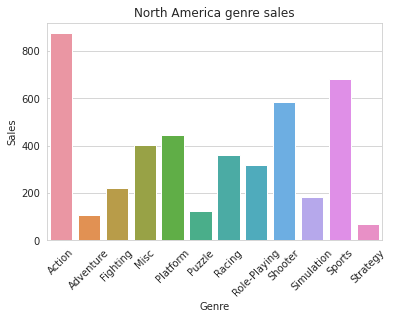 North America genre sales
Sales
800
600
400
200
0
Action
Adventure
Fighting
Misc
Platform
Puzzle
Racing
Role-Playing
Shooter
Simulation
Sports
Strategy
Genre